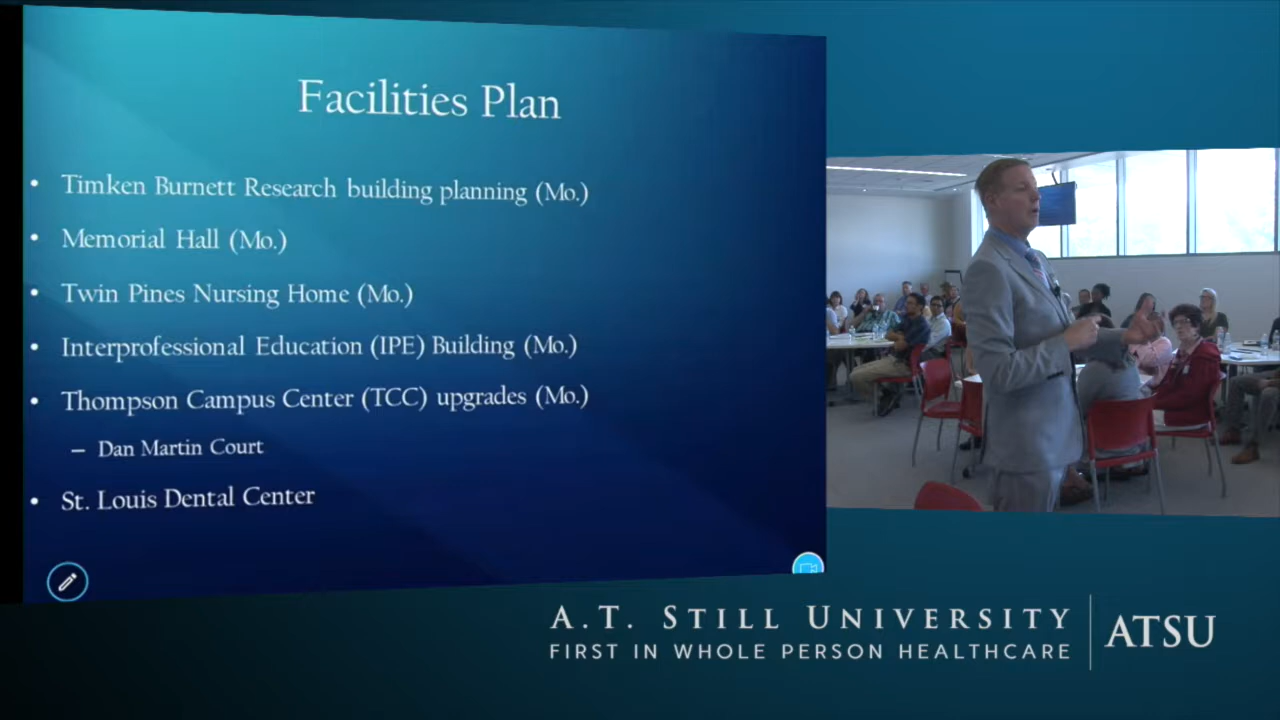 Facilities Plan
• Timken Burnett Research building planning (Mo.)
• Memorial Hall (Mo.)
• Twin Pines Nursing Home (Mo.)
• Interprofessional Education (IPE) Building (Mo.)
• Thompson Campus Center (TCC) upgrades (Mo.)
– Dan Martin Court
• St. Louis Dental Center
A.T. STILL UNIVERSITY
FIRST IN WHOLE PERSON HEALTHCARE
ATSU